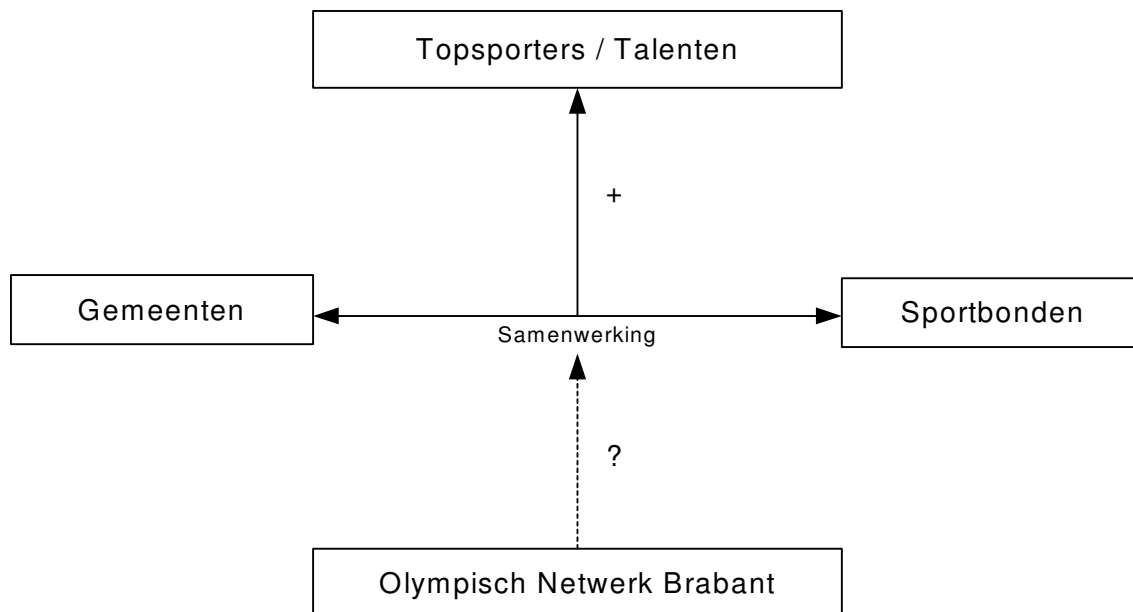 Topsporters / Talenten
+
Gemeenten
Sportbonden
Samenwerking
?
Olympisch Netwerk Brabant